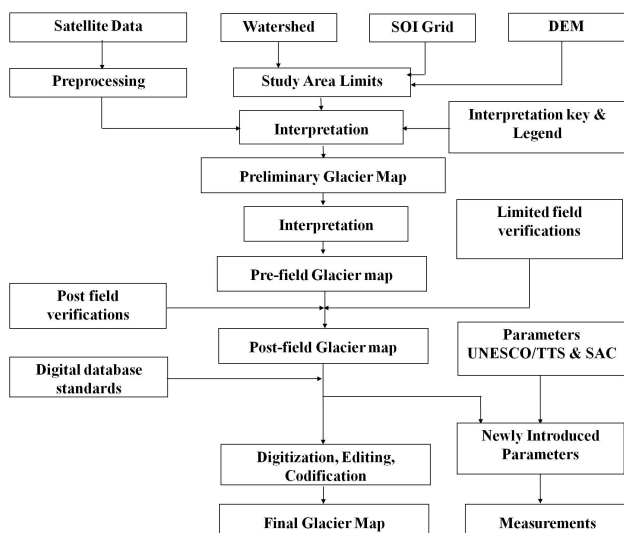 Satellite Data
Watershed
SOI Grid
DEM
Preprocessing
Study Area Limits
Interpretation
Interpretation key &
Legend
Preliminary Glacier Map
Interpretation
Limited field
verifications
Pre-field Glacier map
Post field
verifications
Post-field Glacier map
Parameters
UNESCO/TTS & SAC
Digital database
standards
Digitization, Editing,
Codification
Newly Introduced
Parameters
Final Glacier Map
Measurements